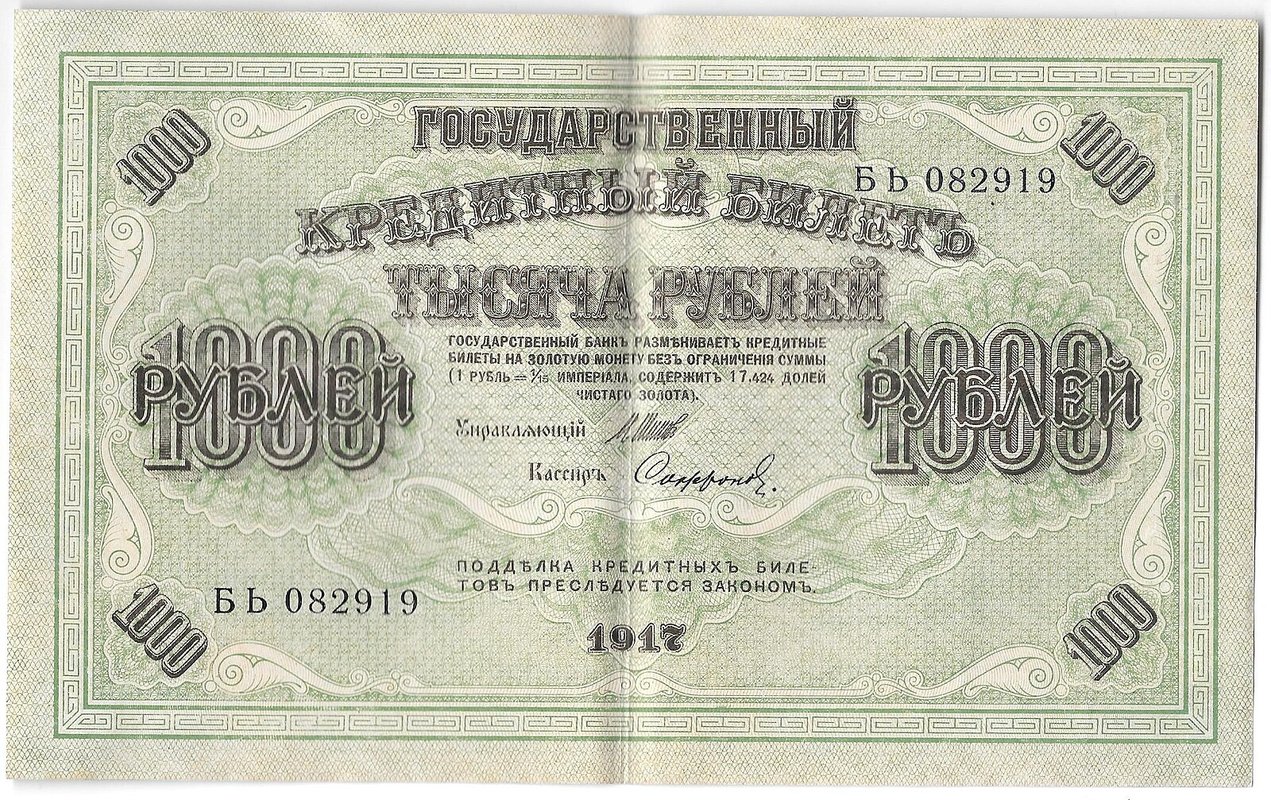 1000
1000
ГОСУДАРСТВЕННЫЙ
КРЕДИТНЫЙ БИЛЕТЪ
БЬ 082919
ТЫСЯЧА РУБЛЕЙ
1000
РУБЛЕЙ
1000
РУБЛЕЙ
ГОСУДАРСТВЕННЫЙ БАНКЪ РАЗМѢНИВАЕТЪ КРЕДИТНЫЕ
БИЛЕТЫ НА ЗОЛОТУЮ МОНЕТУ БЕЗЪ ОГРАНИЧЕНІЯ СУММЫ
(1 РУБЛЬ = 1/15 ИМПЕРІАЛА, СОДЕРЖИТЪ 17.424 ДОЛЕЙ
ЧИСТАГО ЗОЛОТА).
Управляющій
Кассиръ Софронов
ПОДДѢЛКА КРЕДИТНЫХЪ БИЛЕ-
ТОВЪ ПРЕСЛѢДУЕТСЯ ЗАКОНОМЪ.
БЬ 082919
1917
1000
1000